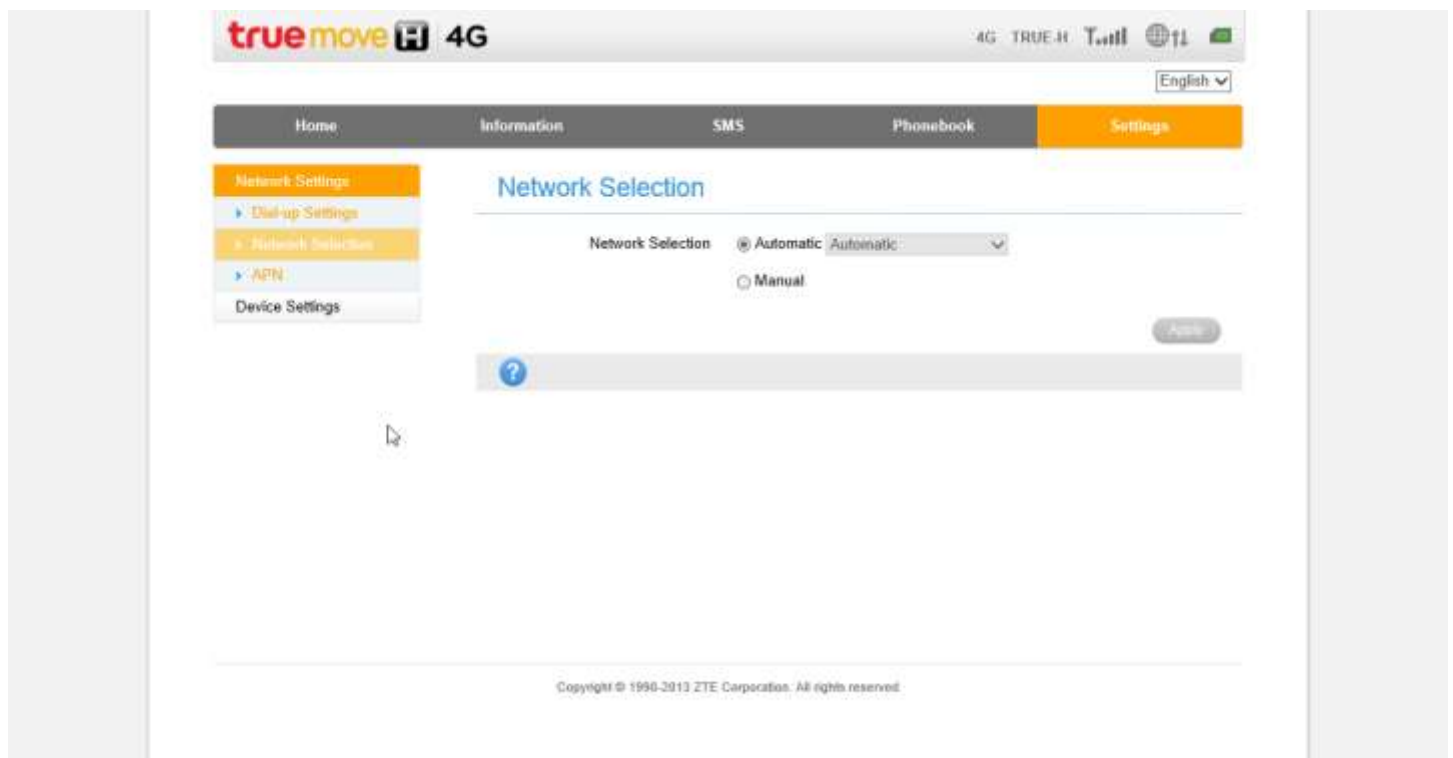 truemove H 4G
4G TRUE-H
English
Home Information SMS Phonebook Settings
Network Settings
Dial-up Settings
Network Selection
APN
Device Settings
Network Selection
Network Selection Automatic Automatic
Manual
Apply
?
Copyright © 1998-2013 ZTE Corporation. All rights reserved